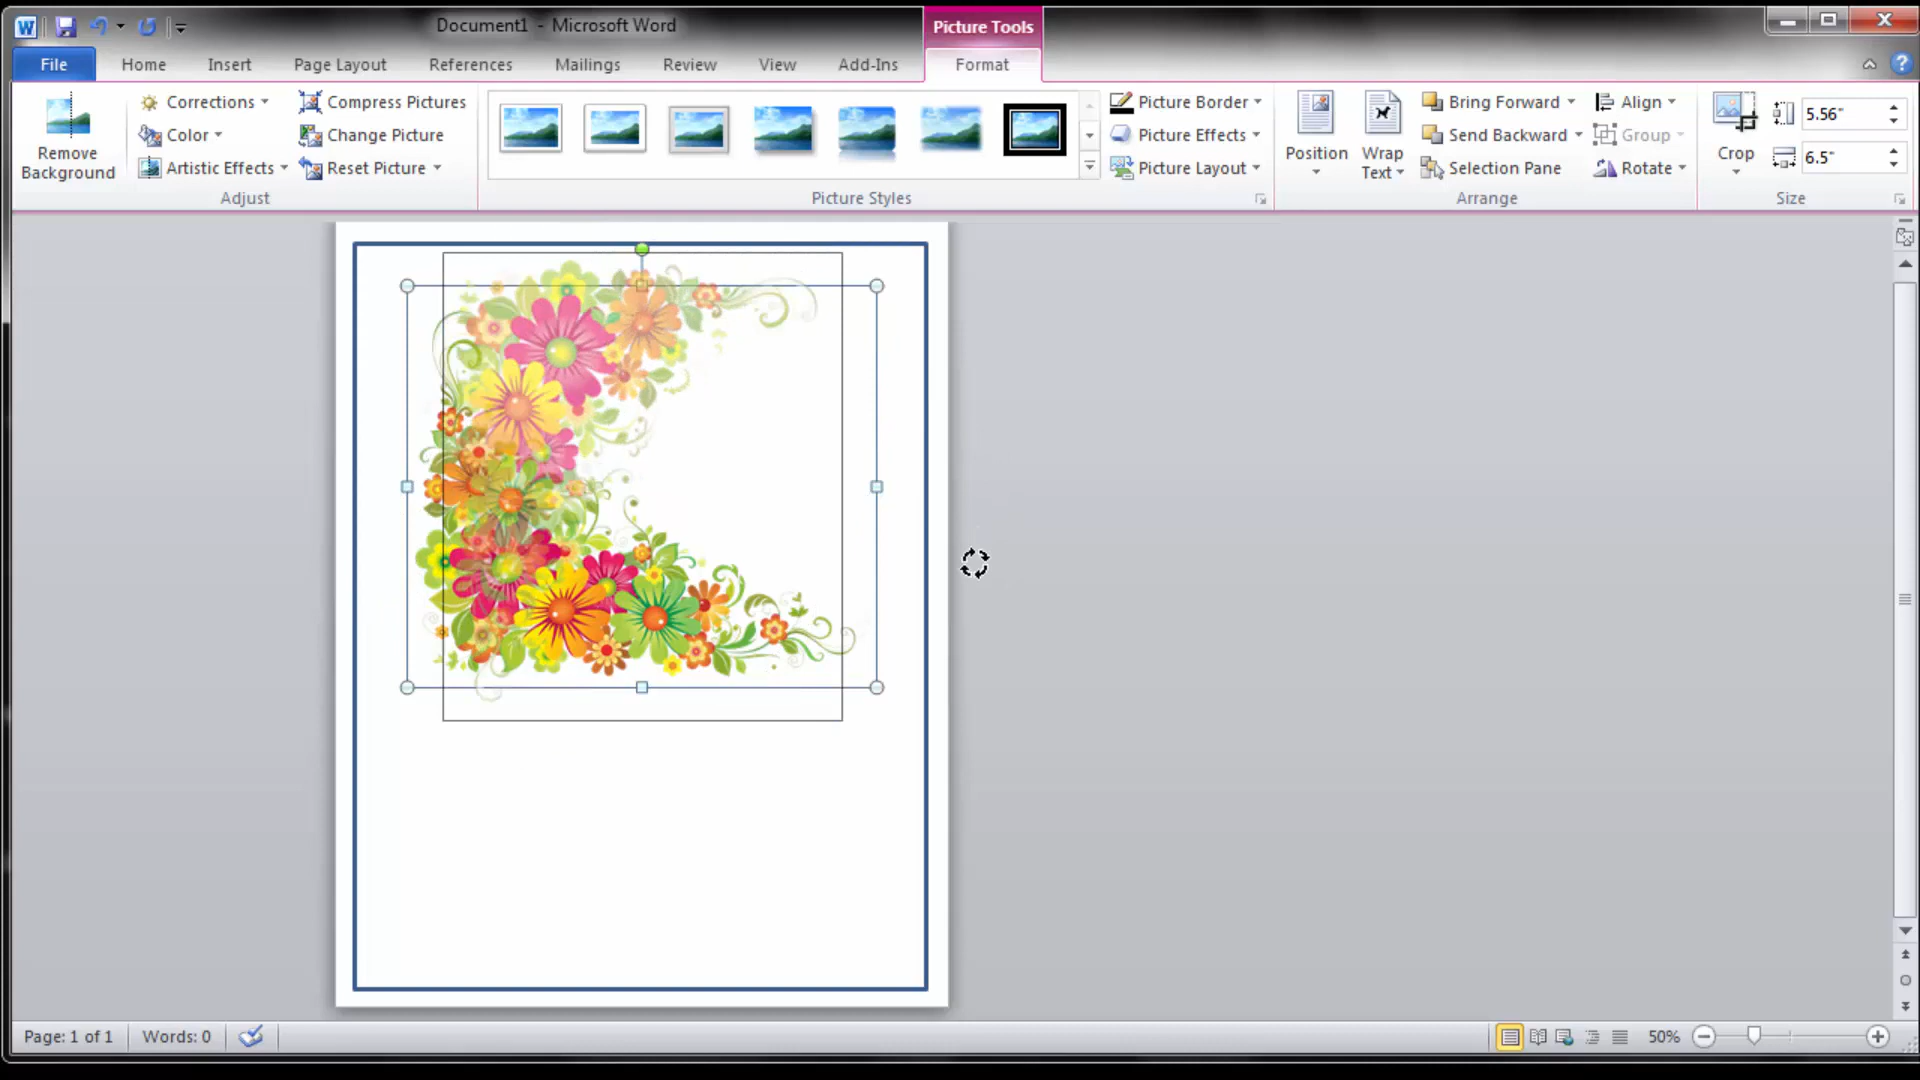 W Document1 - Microsoft Word Picture Tools
File Home Insert Page Layout References Mailings Review View Add-Ins Format ?
Remove Background
Corrections
Color
Artistic Effects
Compress Pictures
Change Picture
Reset Picture
Adjust
Picture Styles
Picture Border
Picture Effects
Picture Layout
Position
Wrap Text
Bring Forward
Send Backward
Selection Pane
Align
Group
Rotate
Arrange
Crop
5.56"
6.5"
Size
Page: 1 of 1 Words: 0 50%